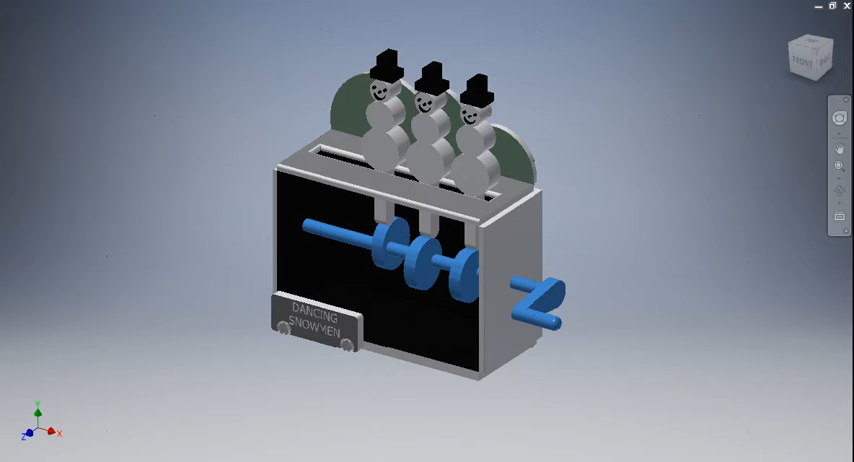 FRONT
DANCING
SNOWMEN
Y
Z
X